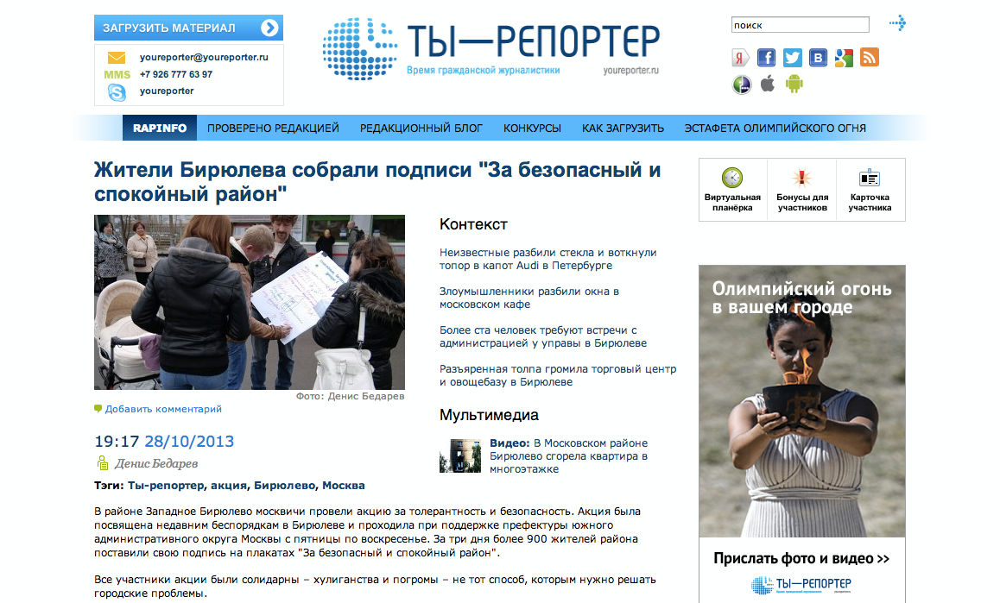 ЗАГРУЗИТЬ МАТЕРИАЛ
youreporter@youreporter.ru
MMS +7 926 777 63 97
youreporter
ТЫ—РЕПОРТЕР
Время гражданской журналистики youreporter.ru
поиск
RAPINFO ПРОВЕРЕНО РЕДАКЦИЕЙ РЕДАКЦИОННЫЙ БЛОГ КОНКУРСЫ КАК ЗАГРУЗИТЬ ЭСТАФЕТА ОЛИМПИЙСКОГО ОГНЯ
Жители Бирюлева собрали подписи "За безопасный и
спокойный район"
Фото: Денис Бедарев
Добавить комментарий
19:17 28/10/2013
Денис Бедарев
Тэги: Ты-репортер, акция, Бирюлево, Москва
Контекст
Неизвестные разбили стекла и воткнули
топор в капот Audi в Петербурге
Злоумышленники разбили окна в
московском кафе
Более ста человек требуют встречи с
администрацией у управы в Бирюлеве
Разъяренная толпа громила торговый центр
и овощебазу в Бирюлеве
Мультимедиа
Видео: В Московском районе
Бирюлево сгорела квартира в
многоэтажке
В районе Западное Бирюлево москвичи провели акцию за толерантность и безопасность. Акция была
посвящена недавним беспорядкам в Бирюлеве и проходила при поддержке префектуры южного
административного округа Москвы с пятницы по воскресенье. За три дня более 900 жителей района
поставили свою подпись на плакатах "За безопасный и спокойный район".
Все участники акции были солидарны – хулиганства и погромы – не тот способ, которым нужно решать
городские проблемы.
Виртуальная
планёрка
Бонусы для
участников
Карточка
участника
Олимпийский огонь
в вашем городе
Прислать фото и видео >>
ТЫ—РЕПОРТЕР